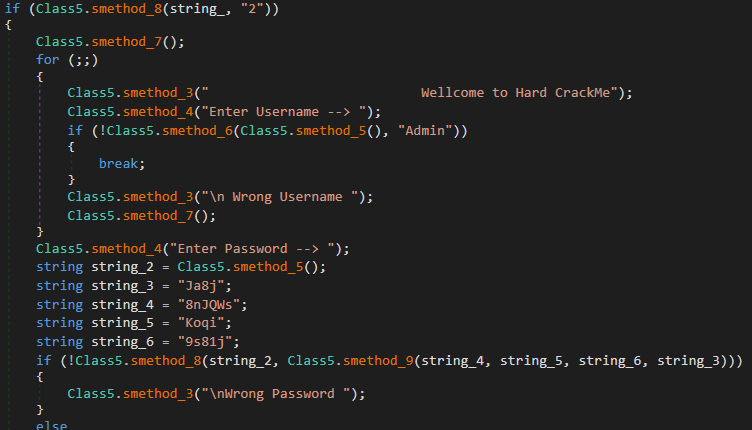 if (Class5.smethod_8(string_, "2"))
{
    Class5.smethod_7();
    for (;;)
    {
        Class5.smethod_3("                           Wellcome to Hard CrackMe");
        Class5.smethod_4("Enter Username --> ");
        if (!Class5.smethod_6(Class5.smethod_5(), "Admin"))
        {
            break;
        }
        Class5.smethod_3("\n Wrong Username ");
        Class5.smethod_7();
    }
    Class5.smethod_4("Enter Password --> ");
    string string_2 = Class5.smethod_5();
    string string_3 = "Ja8j";
    string string_4 = "8nJQWs";
    string string_5 = "Koqi";
    string string_6 = "9s81j";
    if (!Class5.smethod_8(string_2, Class5.smethod_9(string_4, string_5, string_6, string_3)))
    {
        Class5.smethod_3("\nWrong Password ");
    }
    else